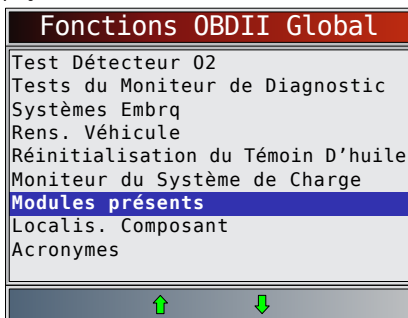 Fonctions OBDII Global
Test Détecteur O2
Tests du Moniteur de Diagnostic
Systèmes Embrq
Rens. Véhicule
Réinitialisation du Témoin D’huile
Moniteur du Système de Charge
Modules présents
Localis. Composant
Acronymes